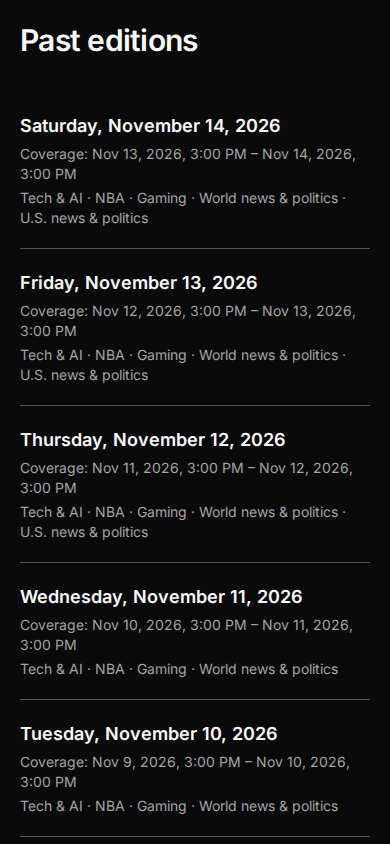 Past editions
Saturday, November 14, 2026
Coverage: Nov 13, 2026, 3:00 PM – Nov 14, 2026,
3:00 PM
Tech & AI · NBA · Gaming · World news & politics ·
U.S. news & politics
Friday, November 13, 2026
Coverage: Nov 12, 2026, 3:00 PM – Nov 13, 2026,
3:00 PM
Tech & AI · NBA · Gaming · World news & politics ·
U.S. news & politics
Thursday, November 12, 2026
Coverage: Nov 11, 2026, 3:00 PM – Nov 12, 2026,
3:00 PM
Tech & AI · NBA · Gaming · World news & politics ·
U.S. news & politics
Wednesday, November 11, 2026
Coverage: Nov 10, 2026, 3:00 PM – Nov 11, 2026,
3:00 PM
Tech & AI · NBA · Gaming · World news & politics
Tuesday, November 10, 2026
Coverage: Nov 9, 2026, 3:00 PM – Nov 10, 2026,
3:00 PM
Tech & AI · NBA · Gaming · World news & politics